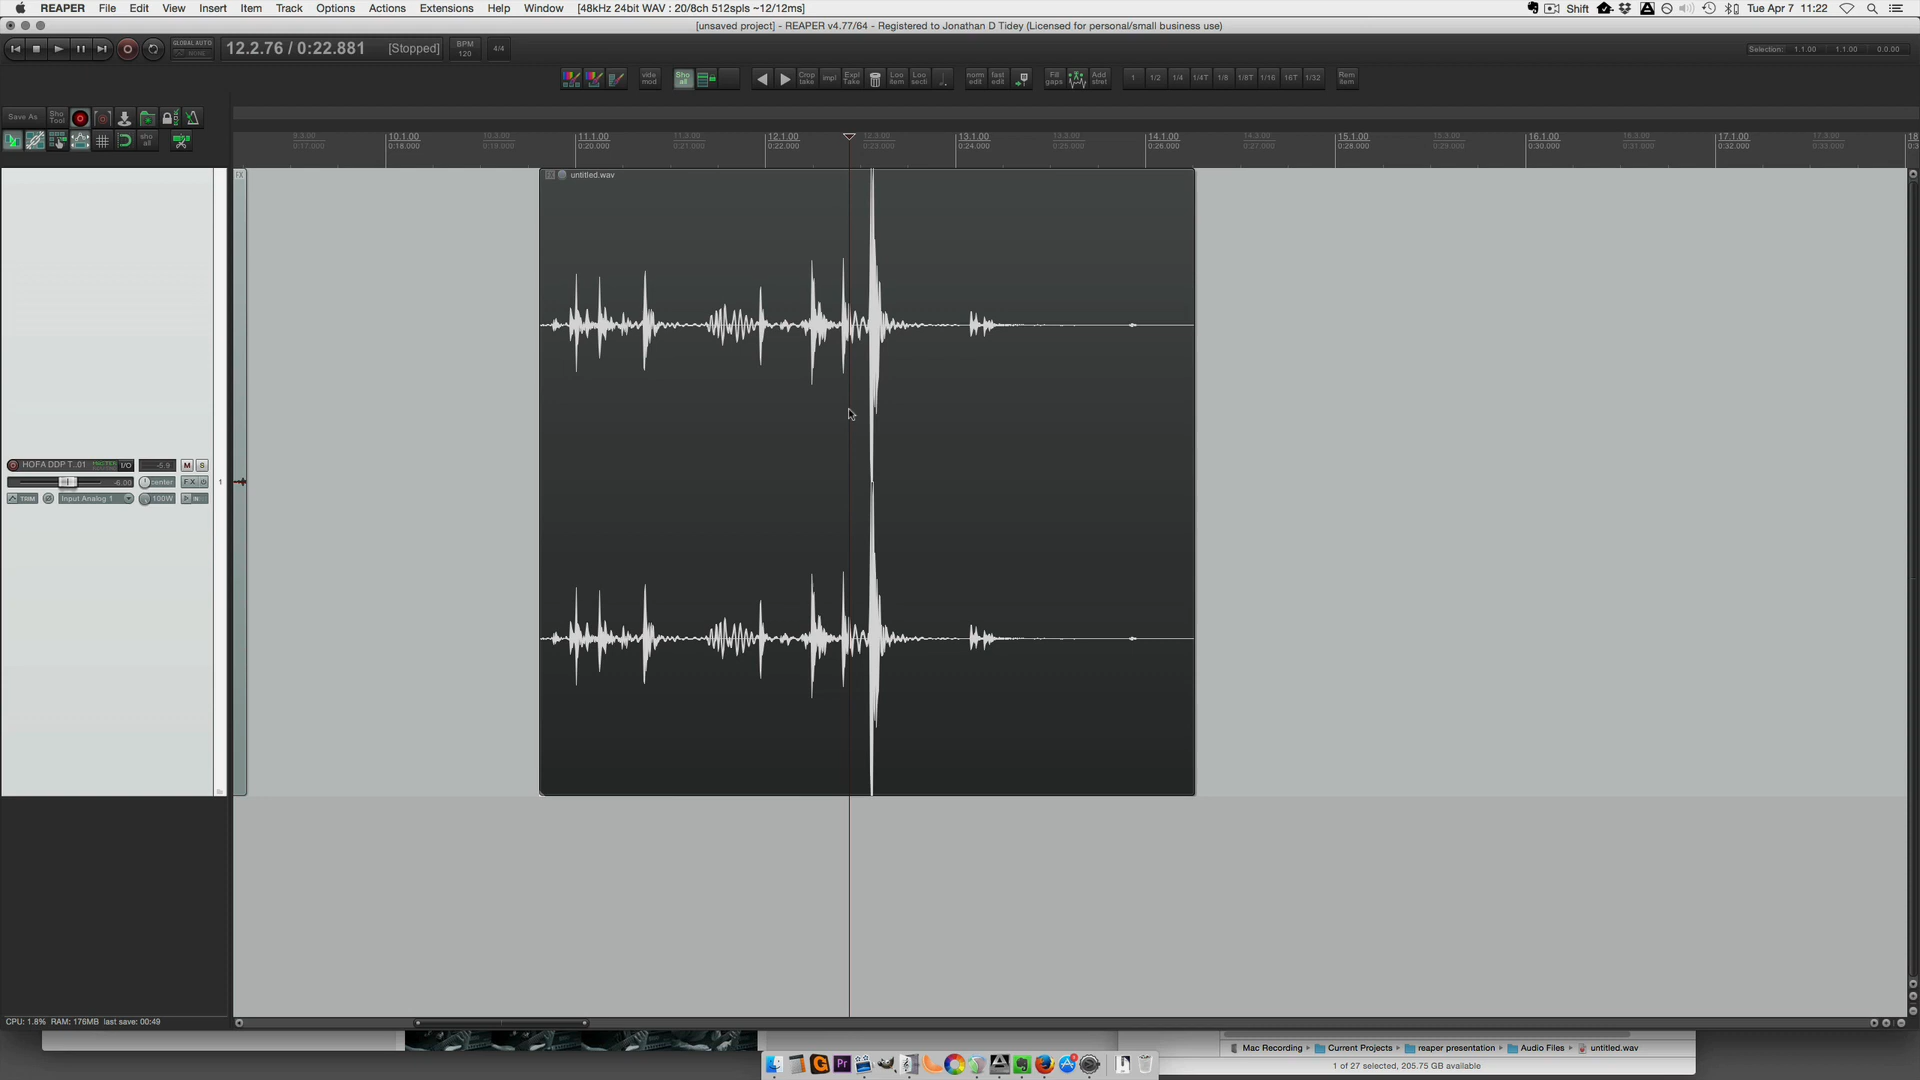 REAPER File Edit View Insert Item Track Options Actions Extensions Help Window [48kHz 24bit WAV : 20/8ch 512spls ~12/12ms] Shift Tue Apr 7 11:22
[unsaved project] - REAPER v4.77/64 - Registered to Jonathan D Tidey (Licensed for personal/small business use)
GLOBAL AUTO
NONE
12.2.76 / 0:22.881 [Stopped] BPM
120
4/4
Selection: 1.1.00 1.1.00 0.0.00
vide
mod
Sho
all
Crop
take
impl
Expl
Take
Loo
item
Loo
secti
norm
edit
fast
edit
Fill
gaps
Add
stret
1 1/2 1/4 1/4T 1/8 1/8T 1/16 16T 1/32
Rem
item
Save As
Sho
Tool
sho
all
9.3.00 10.1.00 10.3.00 11.1.00 11.3.00 12.1.00 12.3.00 13.1.00 13.3.00 14.1.00 14.3.00 15.1.00 15.3.00 16.1.00 16.3.00 17.1.00 17.3.00 18
0:17.000 0:18.000 0:19.000 0:20.000 0:21.000 0:22.000 0:23.000 0:24.000 0:25.000 0:26.000 0:27.000 0:28.000 0:29.000 0:30.000 0:31.000 0:32.000 0:33.000 0:3
FX
FX untitled.wav
HOFA DDP T..01 I/O -5.9 M S
-6.00 center FX 1
TRIM Input Analog 1 100W IN
CPU: 1.8% RAM: 176MB last save: 00:49
Mac Recording Current Projects reaper presentation Audio Files untitled.wav
1 of 27 selected, 205.75 GB available
Pr